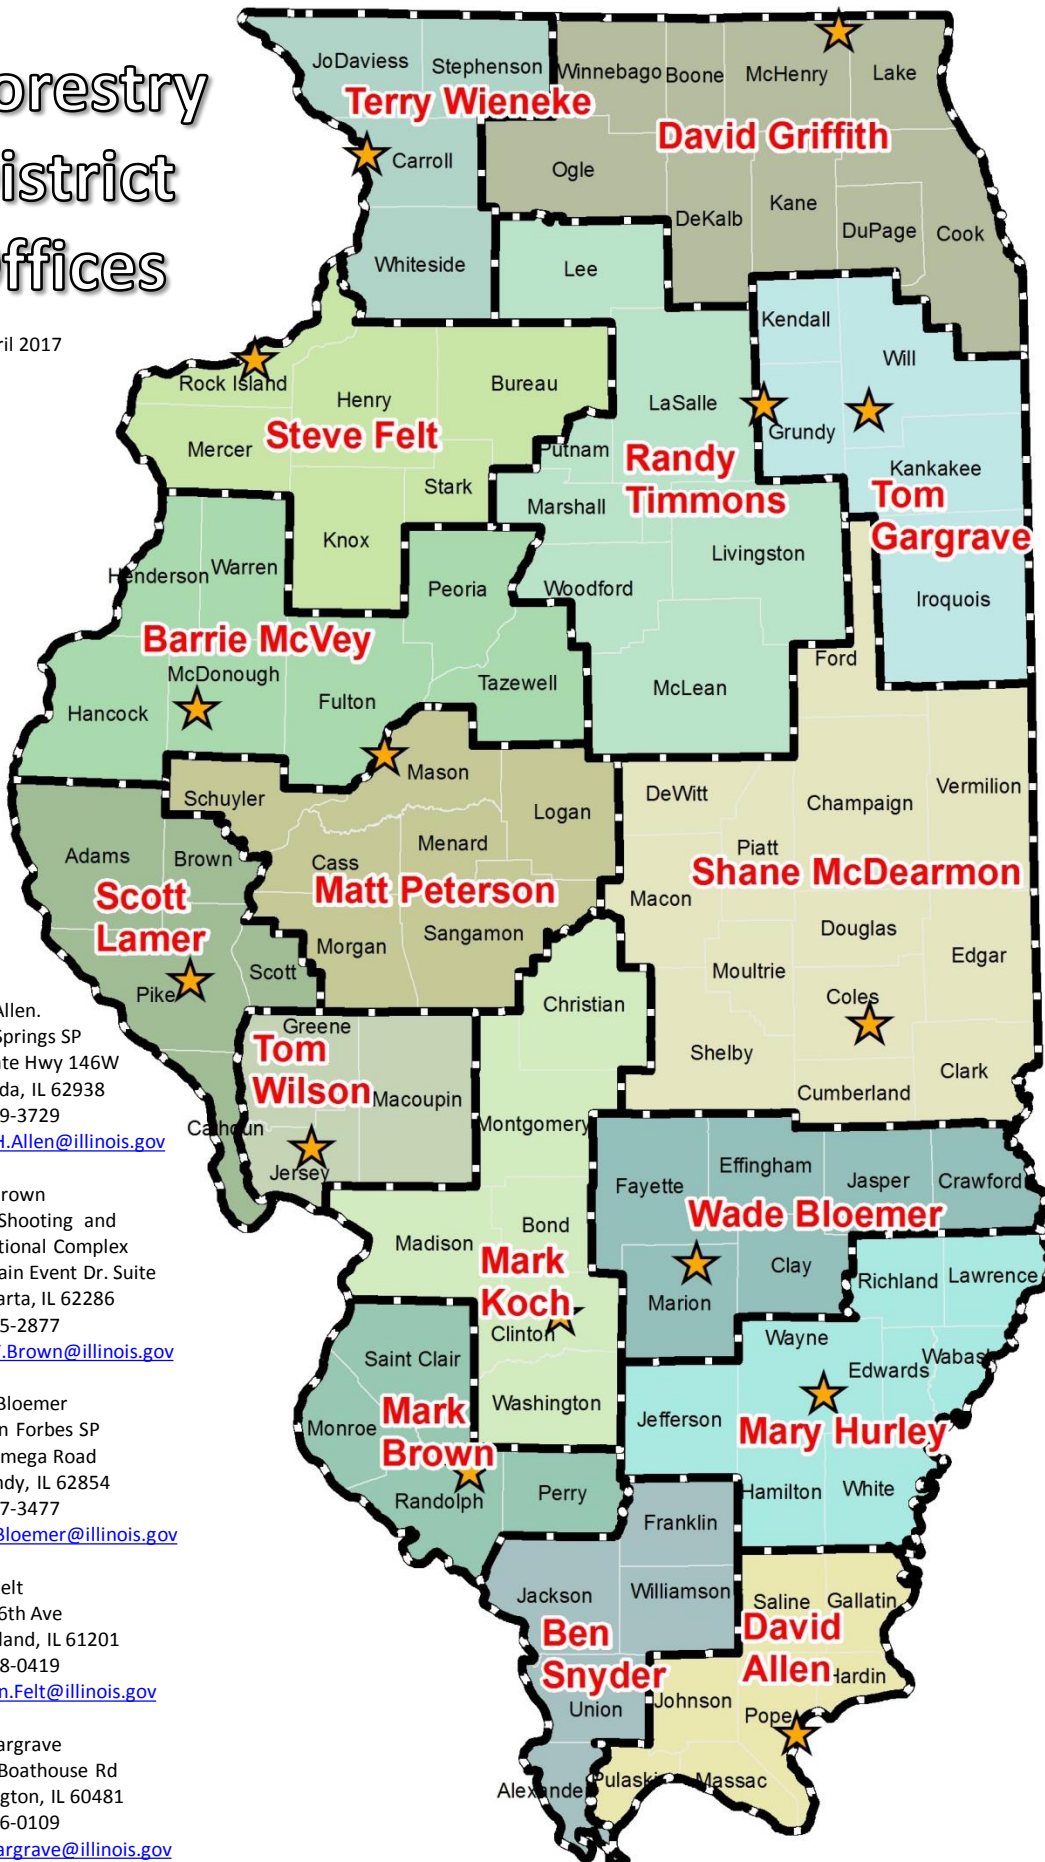 orestry
istrict
ffices
ril 2017
Allen.
Springs SP
te Hwy 146W
da, IL 62938
9-3729
H.Allen@illinois.gov
rown
Shooting and
tional Complex
ain Event Dr. Suite
arta, IL 62286
5-2877
.Brown@illinois.gov
Bloemer
n Forbes SP
mega Road
ndy, IL 62854
7-3477
Bloemer@illinois.gov
elt
6th Ave
land, IL 61201
8-0419
n.Felt@illinois.gov
argrave
Boathouse Rd
gton, IL 60481
6-0109
argrave@illinois.gov
JoDaviess
Stephenson
Terry Wieneke
Carroll
Whiteside
Winnebago
Boone
McHenry
Lake
David Griffith
Ogle
DeKalb
Kane
DuPage
Cook
Lee
LaSalle
Putnam
Randy
Timmons
Marshall
Livingston
Woodford
McLean
Kendall
Will
Grundy
Kankakee
Tom
Gargrave
Iroquois
Rock Island
Henry
Bureau
Steve Felt
Mercer
Stark
Knox
Henderson
Warren
Peoria
Barrie McVey
McDonough
Hancock
Fulton
Tazewell
Mason
Schuyler
Logan
Menard
Cass
Matt Peterson
Morgan
Sangamon
Adams
Brown
Scott
Lamer
Pike
Scott
Calhoun
Ford
DeWitt
Champaign
Vermilion
Piatt
Shane McDearmon
Macon
Douglas
Moultrie
Edgar
Coles
Shelby
Cumberland
Clark
Greene
Tom
Wilson
Macoupin
Jersey
Christian
Montgomery
Bond
Madison
Mark
Koch
Clinton
Washington
Effingham
Fayette
Jasper
Crawford
Wade Bloemer
Clay
Marion
Richland
Lawrence
Wayne
Edwards
Wabas
Jefferson
Mary Hurley
Hamilton
White
Saint Clair
Monroe
Mark
Brown
Randolph
Perry
Franklin
Jackson
Williamson
Ben
Snyder
Union
Alexande
Saline
Gallatin
David
Allen
Hardin
Johnson
Pope
Pulaski
Massac